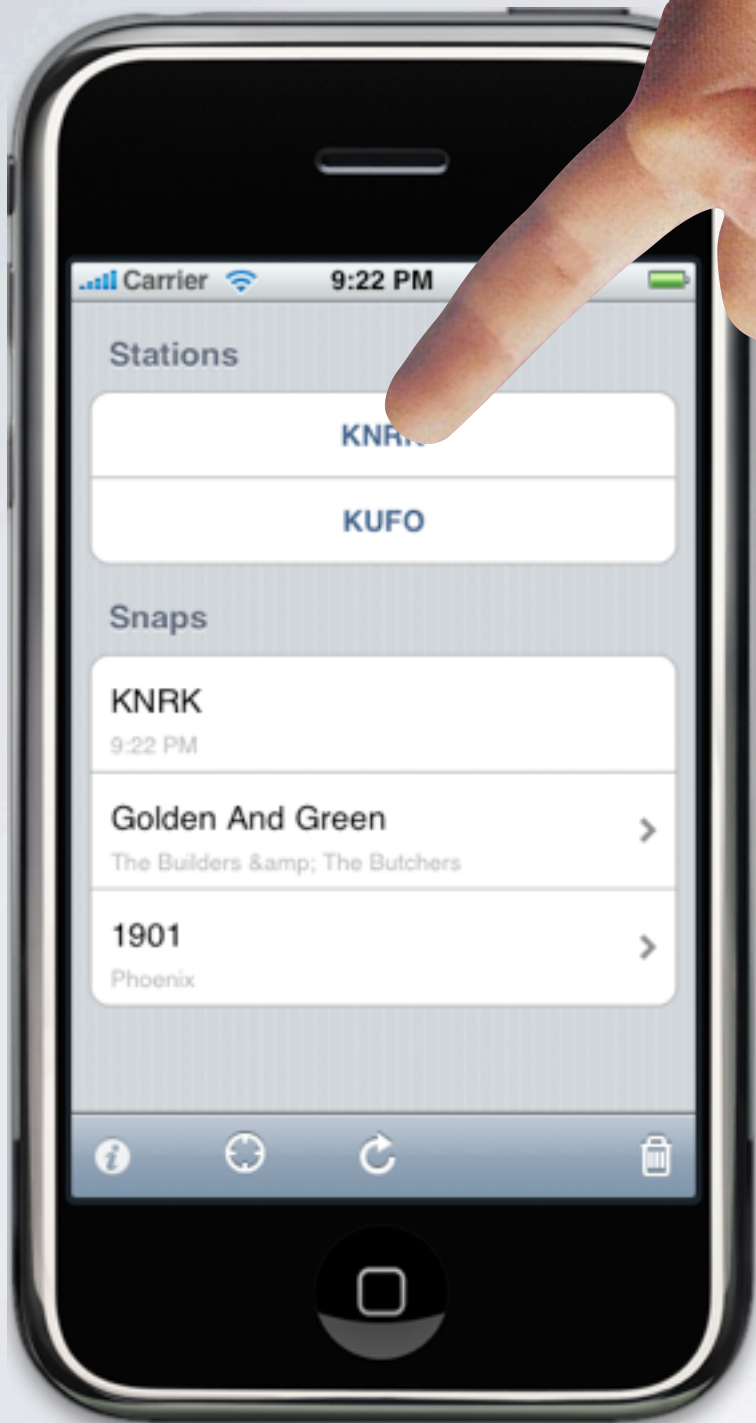 Carrier 9:22 PM
Stations
KNRK
KUFO
Snaps
KNRK
9:22 PM
Golden And Green
The Builders &amp; The Butchers
1901
Phoenix